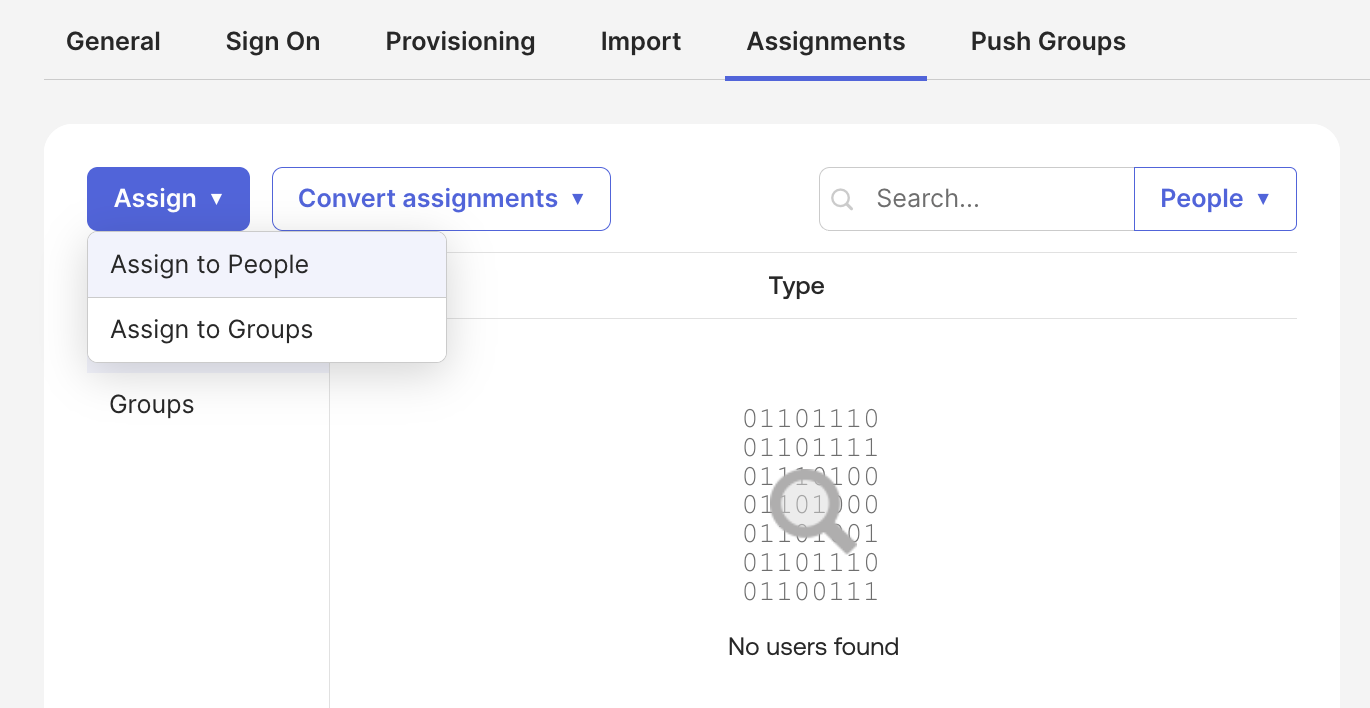 General Sign On Provisioning Import Assignments Push Groups
Assign ▼ Convert assignments ▼ Search... People ▼
Assign to People
Type
Assign to Groups
Groups
01101110
01101111
01110100
01101000
01101001
01101110
01100111
No users found